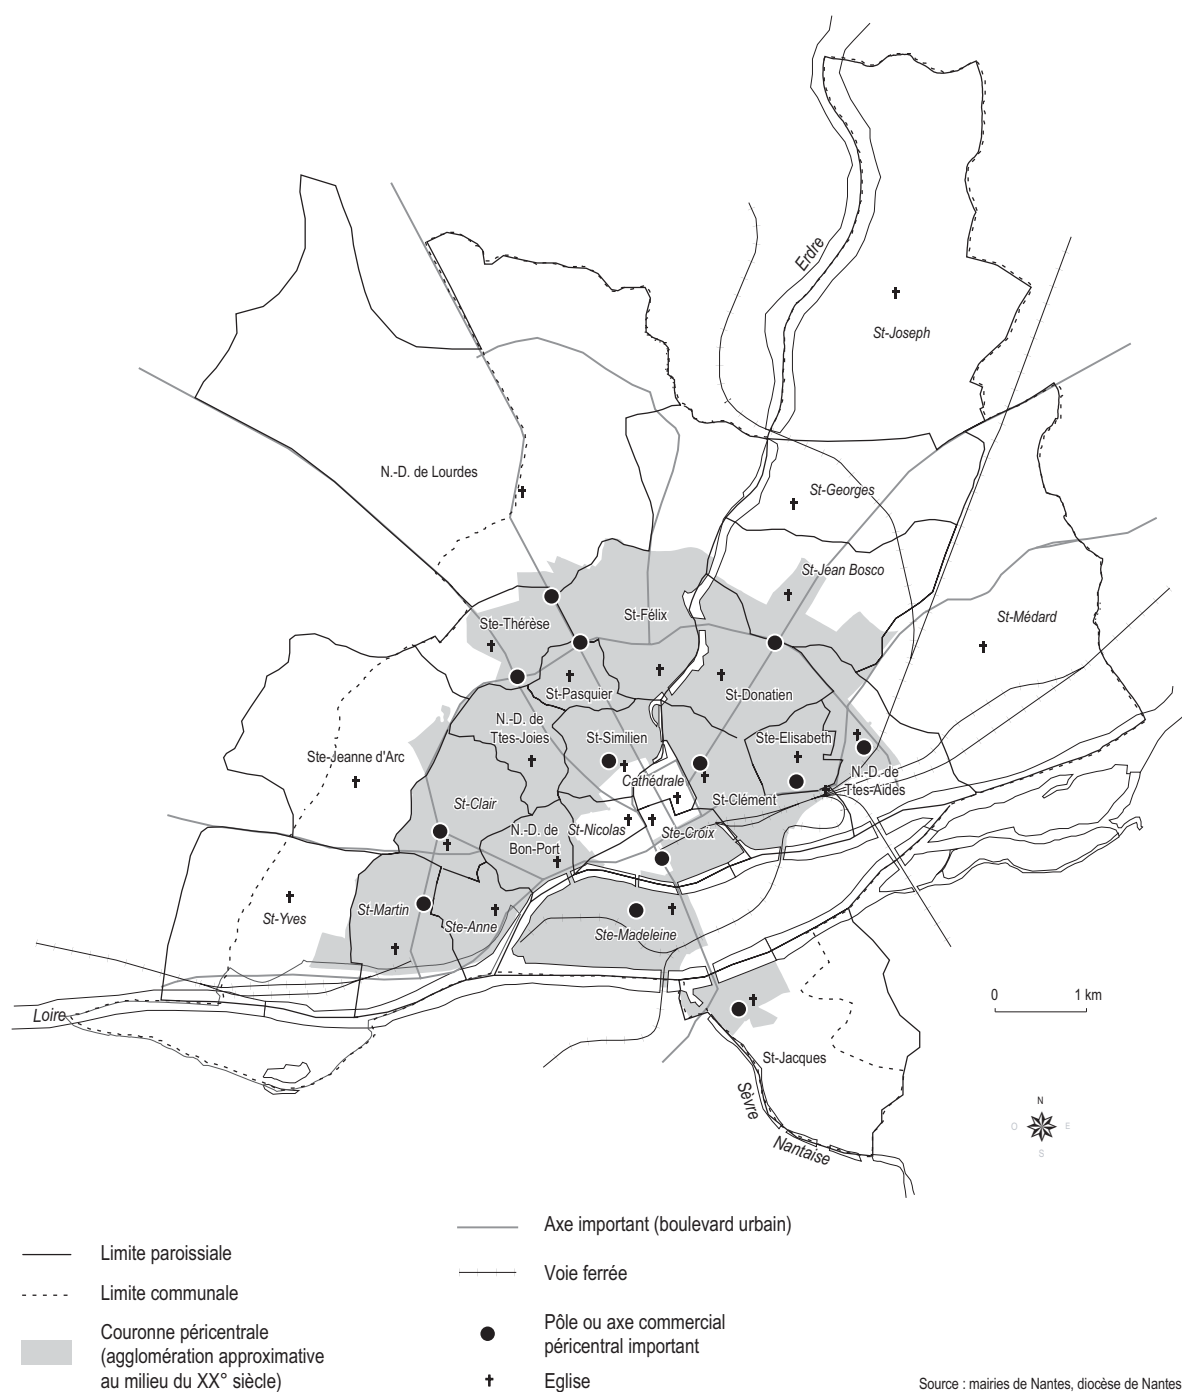 Erdre
St-Joseph
N.-D. de Lourdes
St-Georges
St-Jean Bosco
St-Félix
Ste-Thérèse
St-Médard
St-Pasquier
St-Donatien
N.-D. de
Ttes-Joies
St-Similien
Ste-Elisabeth
Ste-Jeanne d'Arc
Cathédrale
N.-D. de
Ttes-Aides
St-Clair
St-Clément
N.-D. de
Bon-Port
St-Nicolas
Ste-Croix
St-Yves
St-Martin
Ste-Anne
Ste-Madeleine
0 1 km
Loire
St-Jacques
Sèvre
Nantaise
N
O E
S
Limite paroissiale
Limite communale
Couronne péricentrale
(agglomération approximative
au milieu du XX° siècle)
Axe important (boulevard urbain)
Voie ferrée
Pôle ou axe commercial
péricentral important
Eglise
Source : mairies de Nantes, diocèse de Nantes